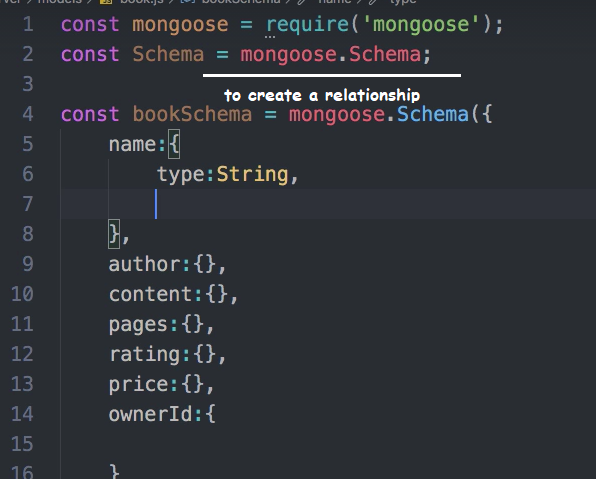 models > book.js > bookSchema > name > type
1 const mongoose = require('mongoose');
2 const Schema = mongoose.Schema;
3
to create a relationship
4 const bookSchema = mongoose.Schema({
5 name:{
6 type:String,
7
8 },
9 author:{},
10 content:{},
11 pages:{},
12 rating:{},
13 price:{},
14 ownerId:{
15
16 }